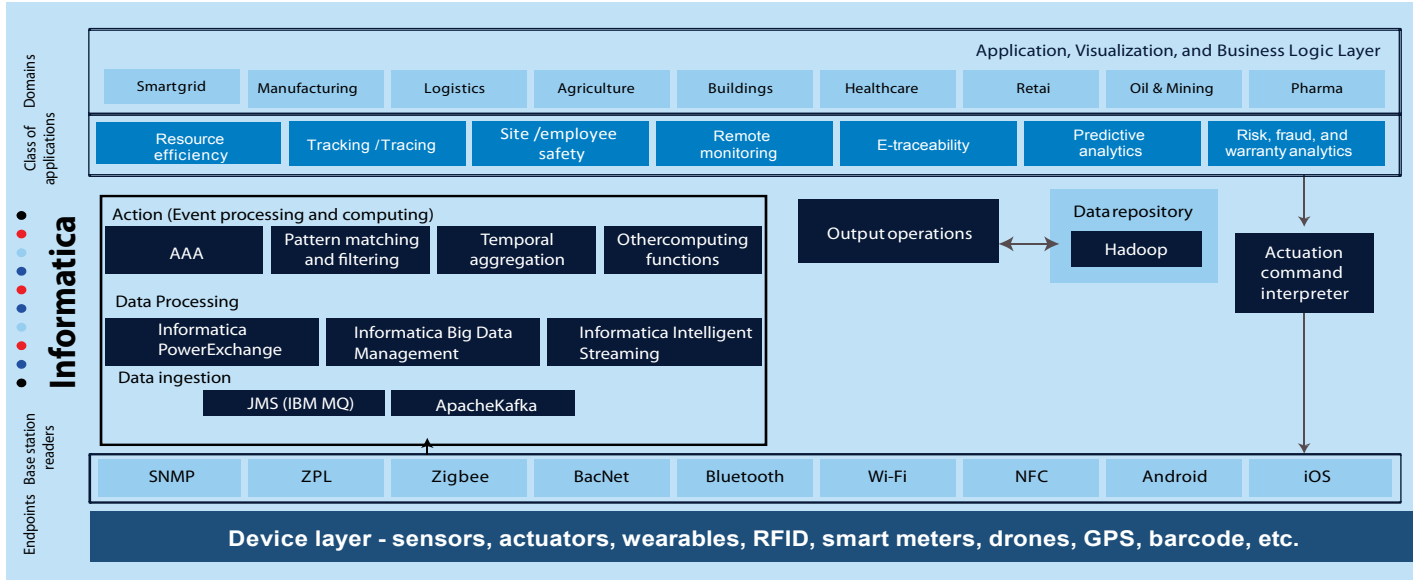 Application, Visualization, and Business Logic Layer
Domains
Smartgrid
Manufacturing
Logistics
Agriculture
Buildings
Healthcare
Retai
Oil & Mining
Pharma
Class of
applications
Resource
efficiency
Tracking /Tracing
Site /employee
safety
Remote
monitoring
E-traceability
Predictive
analytics
Risk, fraud, and
warranty analytics
Informatica
Action (Event processing and computing)
AAA
Pattern matching
and filtering
Temporal
aggregation
Othercomputing
functions
Data Processing
Informatica
PowerExchange
Informatica Big Data
Management
Informatica Intelligent
Streaming
Data ingestion
JMS (IBM MQ)
ApacheKafka
Output operations
Data repository
Hadoop
Actuation
command
interpreter
Base station
readers
SNMP
ZPL
Zigbee
BacNet
Bluetooth
Wi-Fi
NFC
Android
iOS
Endpoints
Device layer - sensors, actuators, wearables, RFID, smart meters, drones, GPS, barcode, etc.